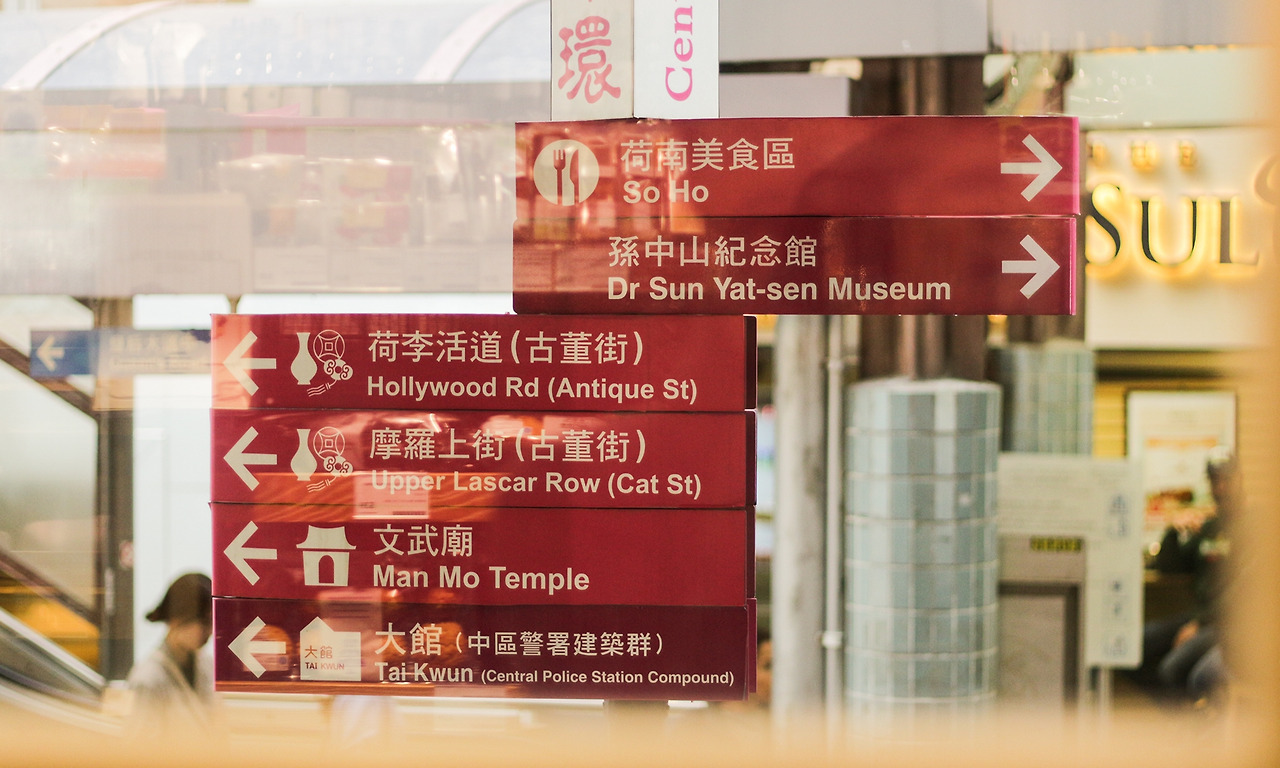 環
Cen
荷南美食區
So Ho
孫中山紀念館
Dr Sun Yat-sen Museum
SUL
荷李活道(古董街)
Hollywood Rd (Antique St)
摩羅上街(古董街)
Upper Lascar Row (Cat St)
文武廟
Man Mo Temple
大館(中區警署建築群)
Tai Kwun (Central Police Station Compound)
大館
TAI KWUN